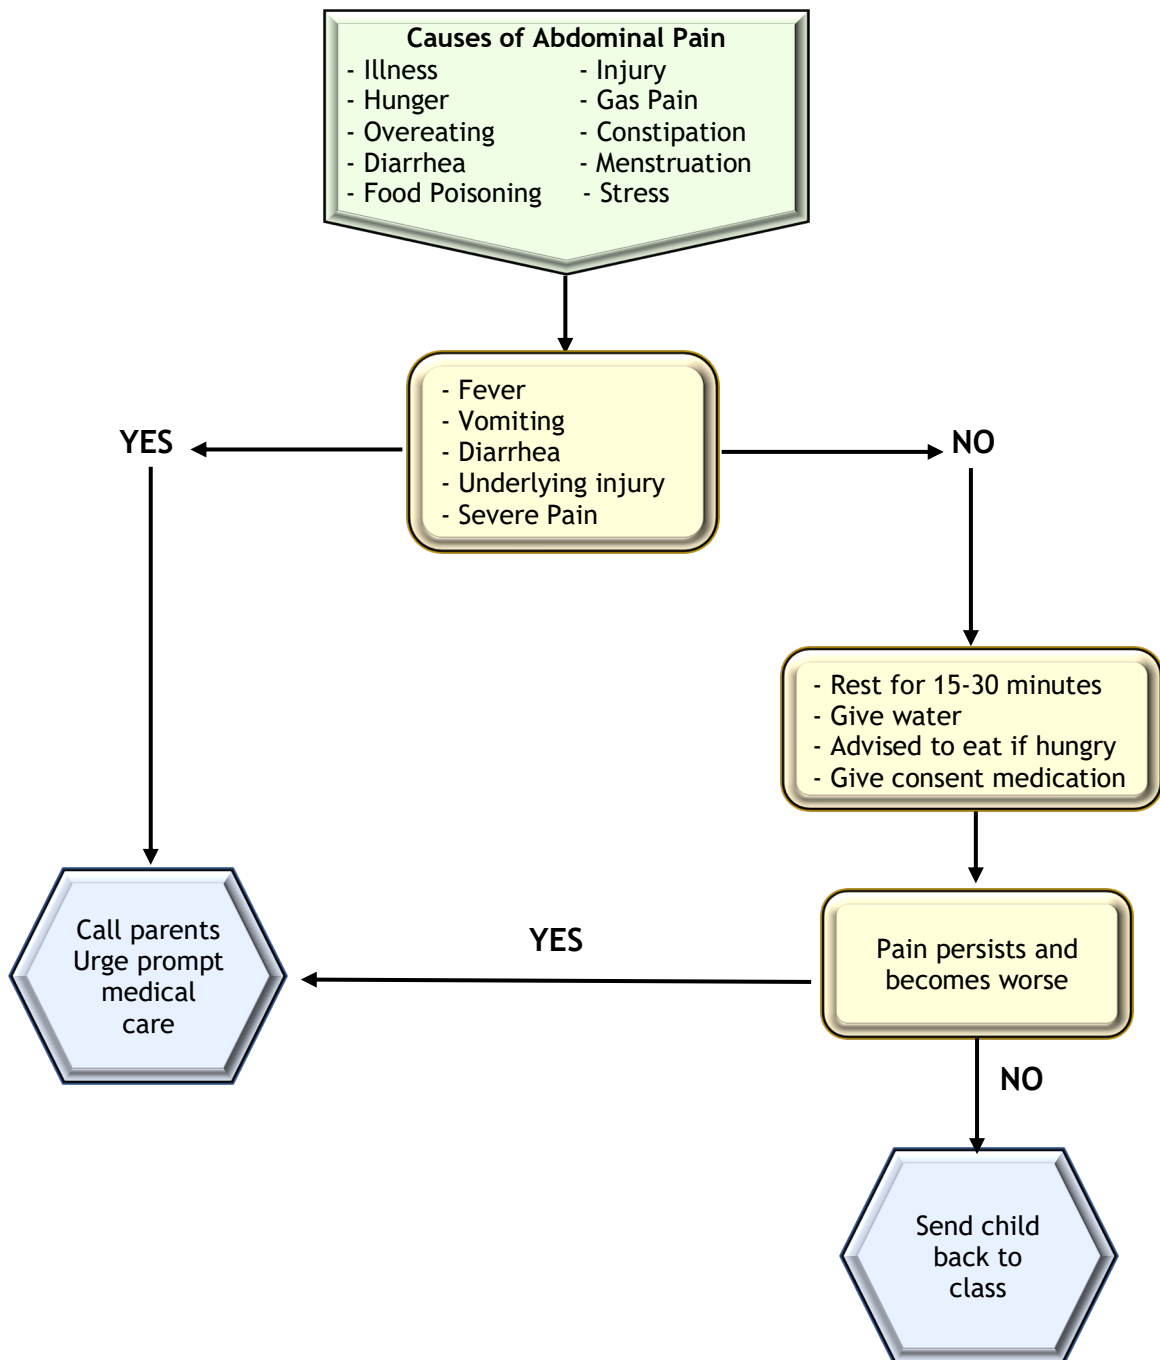 Causes of Abdominal Pain
- Illness - Injury
- Hunger - Gas Pain
- Overeating - Constipation
- Diarrhea - Menstruation
- Food Poisoning - Stress
- Fever
- Vomiting
- Diarrhea
- Underlying injury
- Severe Pain
YES
NO
- Rest for 15-30 minutes
- Give water
- Advised to eat if hungry
- Give consent medication
Pain persists and
becomes worse
YES
Call parents
Urge prompt
medical
care
NO
Send child
back to
class